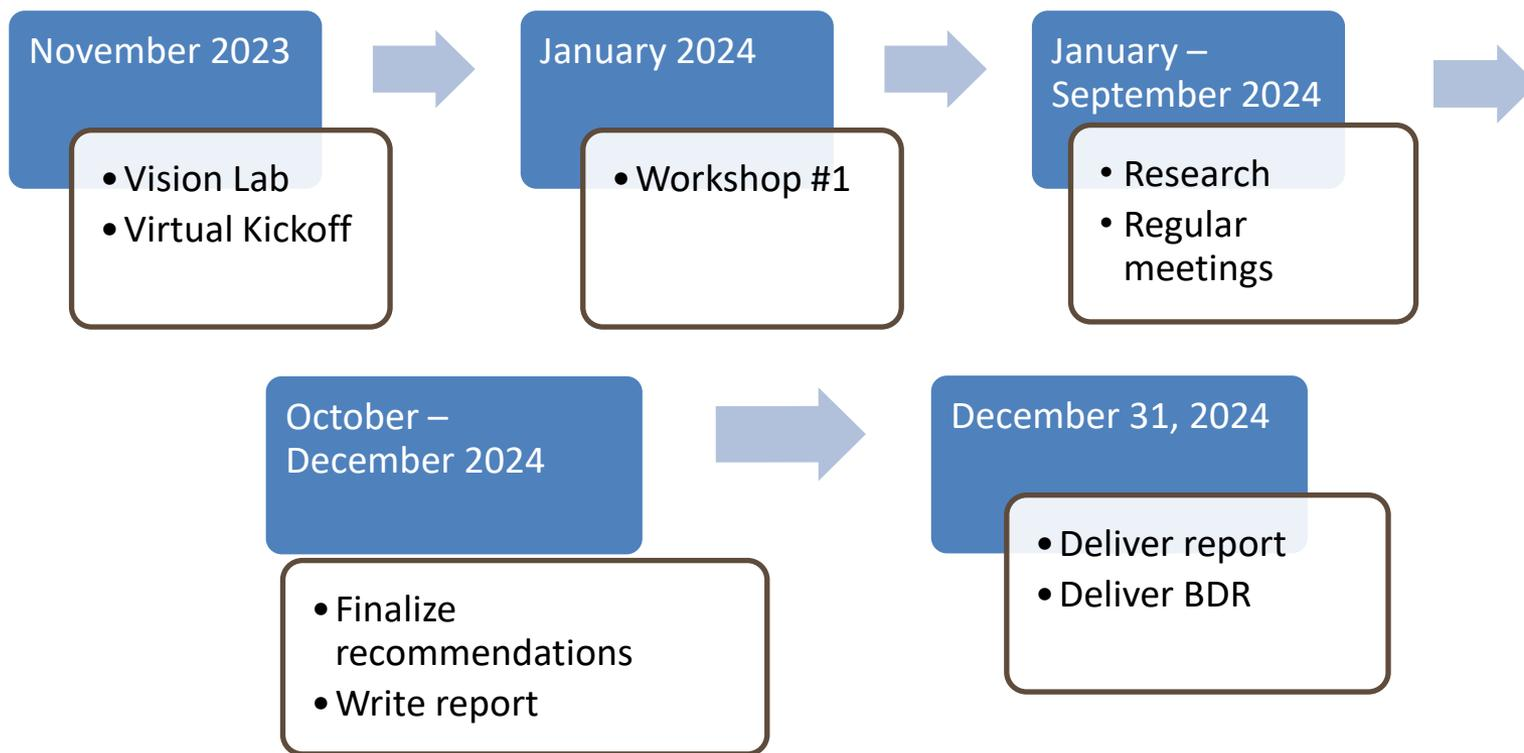 November 2023
• Vision Lab
• Virtual Kickoff
January 2024
• Workshop #1
January –
September 2024
• Research
• Regular
meetings
October –
December 2024
• Finalize
recommendations
• Write report
December 31, 2024
• Deliver report
• Deliver BDR